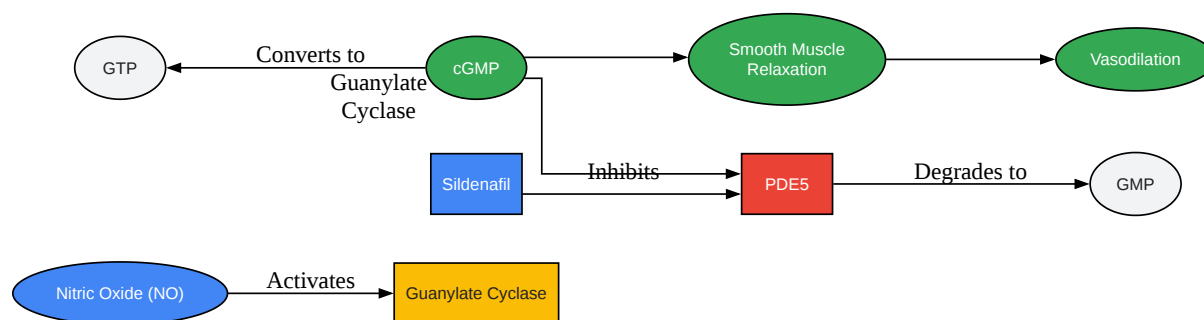 GTP
Converts to
Guanylate
Cyclase
cGMP
Smooth Muscle
Relaxation
Vasodilation
Sildenafil
Inhibits
PDE5
Degrades to
GMP
Nitric Oxide (NO)
Activates
Guanylate Cyclase